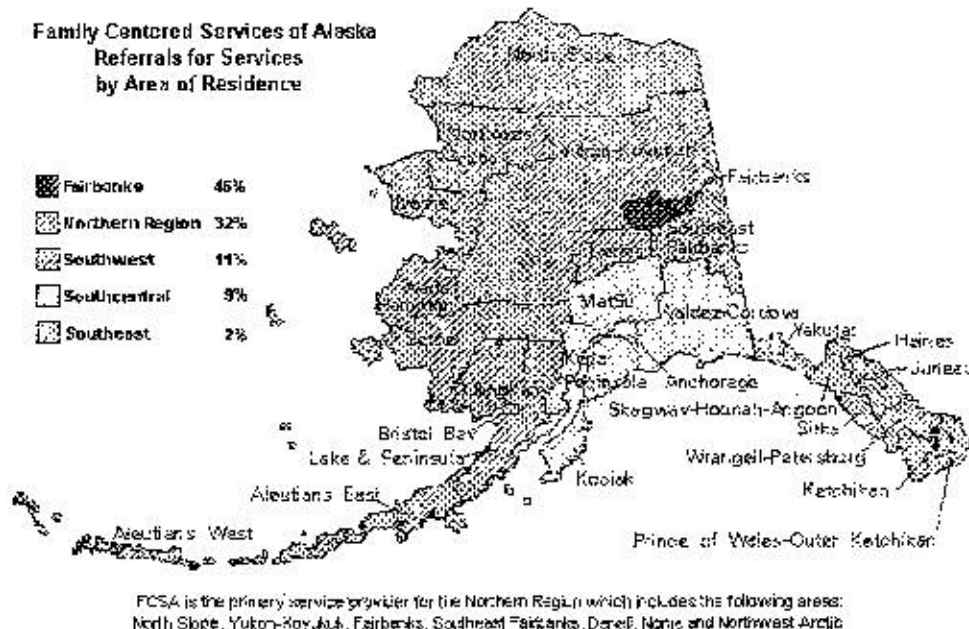 Family Centered Services of Alaska
Referrals for Services
by Area of Residence
North Slope
Fairbanks 46%
Northern Region 32%
Southwest 11%
Southcentral 9%
Southeast 2%
Nome
Fairbanks
Southeast
Fairbanks
Matsu
Valdez-Cordova
Yakutat
Haines
Juneau
Kenai
Peninsula
Anchorage
Skagway-Hoonah-Angoon
Sitka
Bristol Bay
Lake & Peninsula
Wrangell-Petersburg
Kodiak
Ketchikan
Aleutians East
Aleutians West
Prince of Wales-Outer Ketchikan
FCSA is the primary service provider for the Northern Region which includes the following areas:
North Slope, Yukon-Koyukuk, Fairbanks, Southeast Fairbanks, Denali, Nome and Northwest Arctic